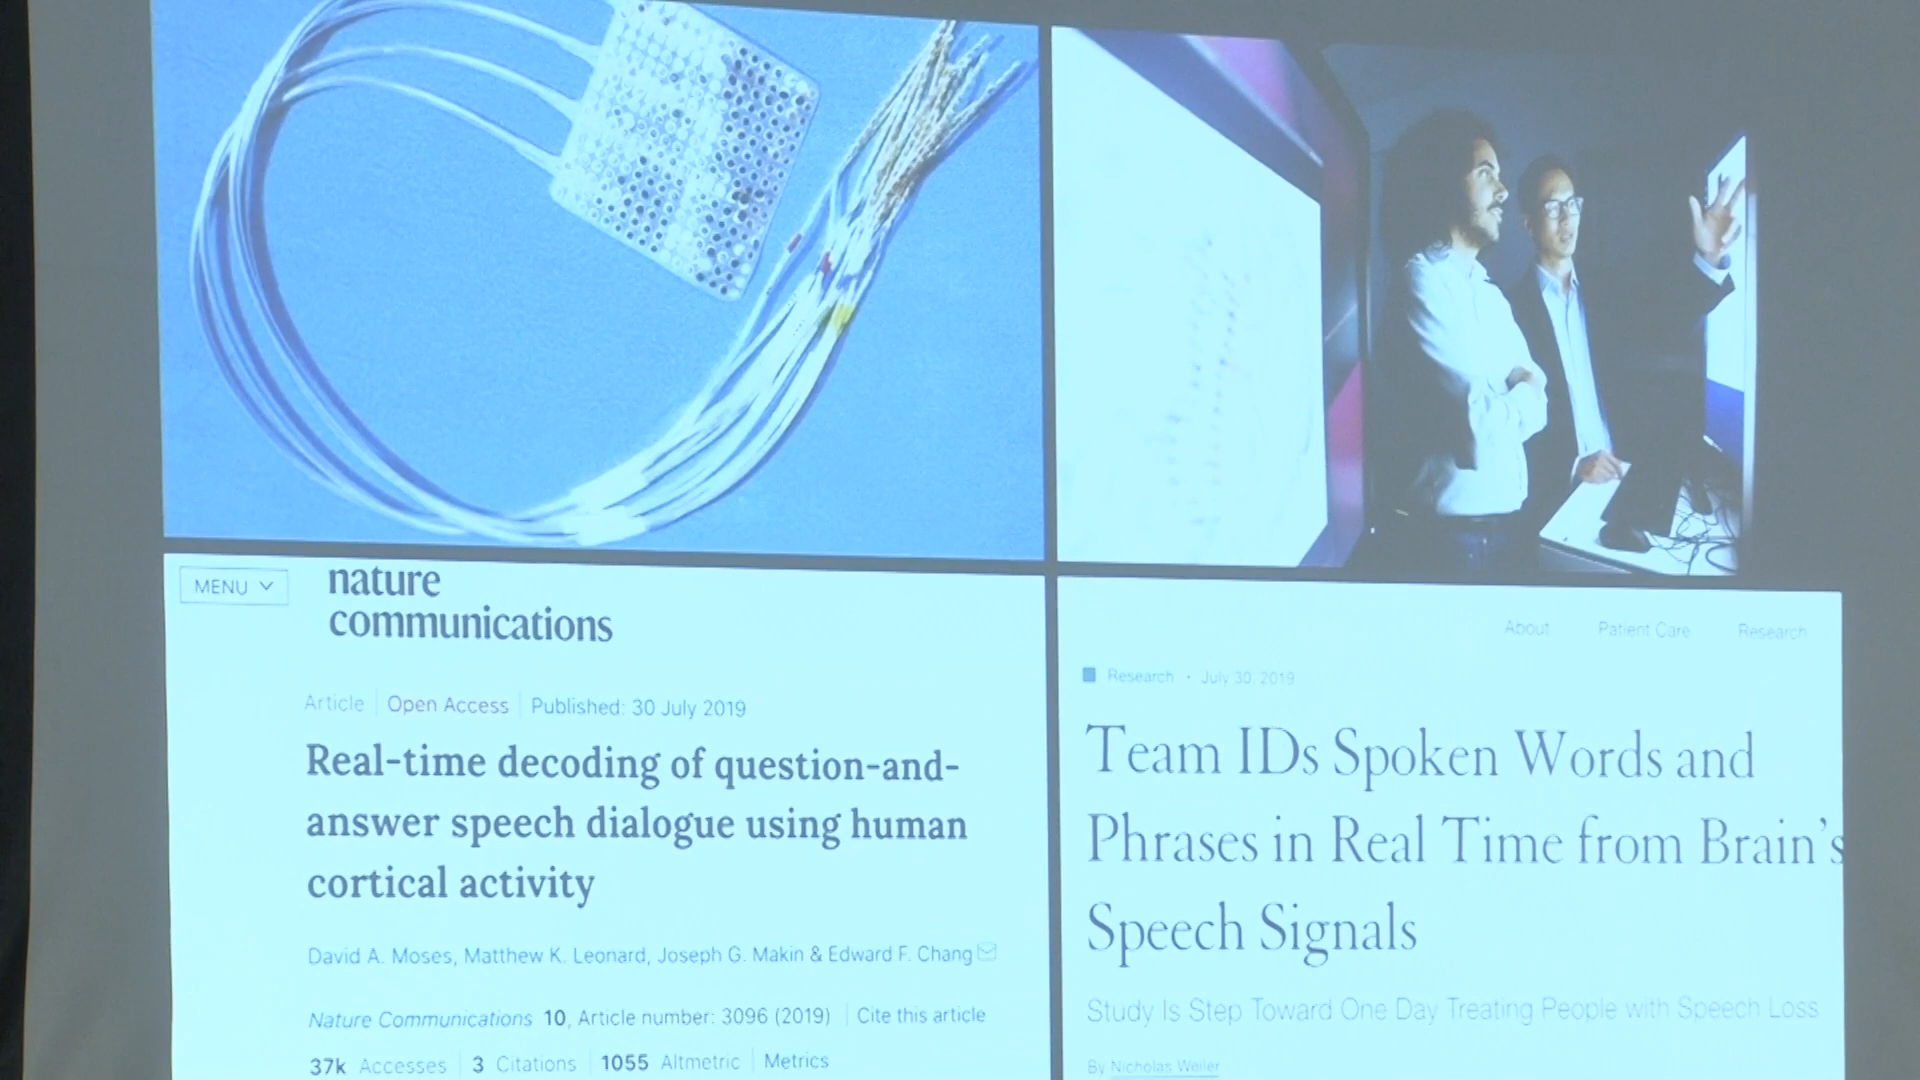 MENU
nature
communications
Article Open Access Published: 30 July 2019
Real-time decoding of question-and-
answer speech dialogue using human
cortical activity
David A. Moses, Matthew K. Leonard, Joseph G. Makin & Edward F. Chang
Nature Communications 10, Article number: 3096 (2019) Cite this article
37k Accesses 3 Citations 1055 Altmetric Metrics
About Patient Care Research
Research · July 30, 2019
Team IDs Spoken Words and
Phrases in Real Time from Brain's
Speech Signals
Study Is Step Toward One Day Treating People with Speech Loss
By Nicholas Weiler